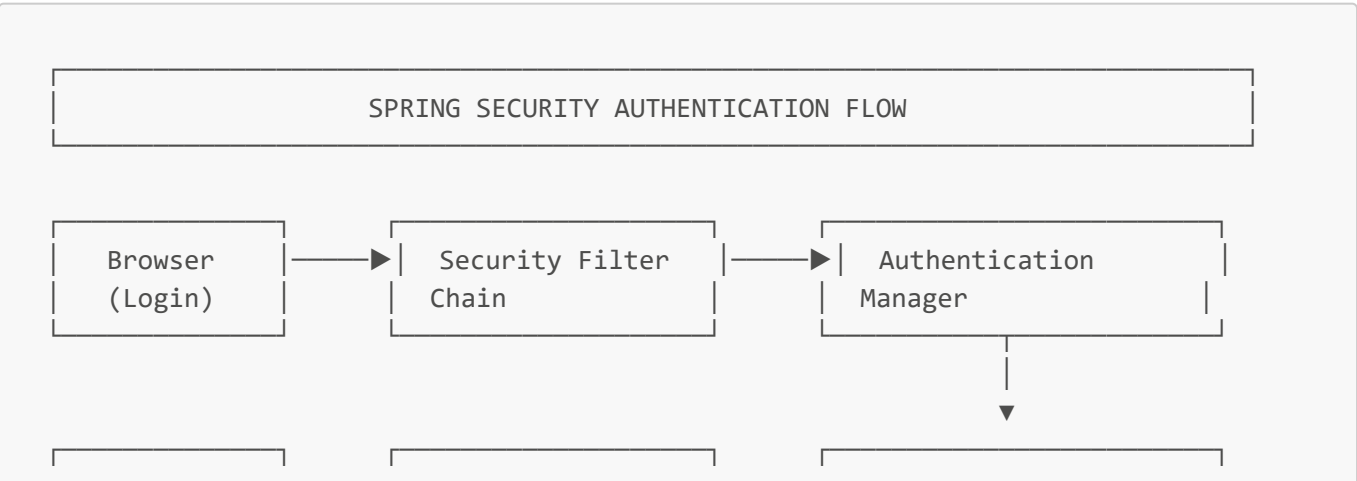 SPRING SECURITY AUTHENTICATION FLOW
Browser Security Filter Authentication
(Login) Chain Manager